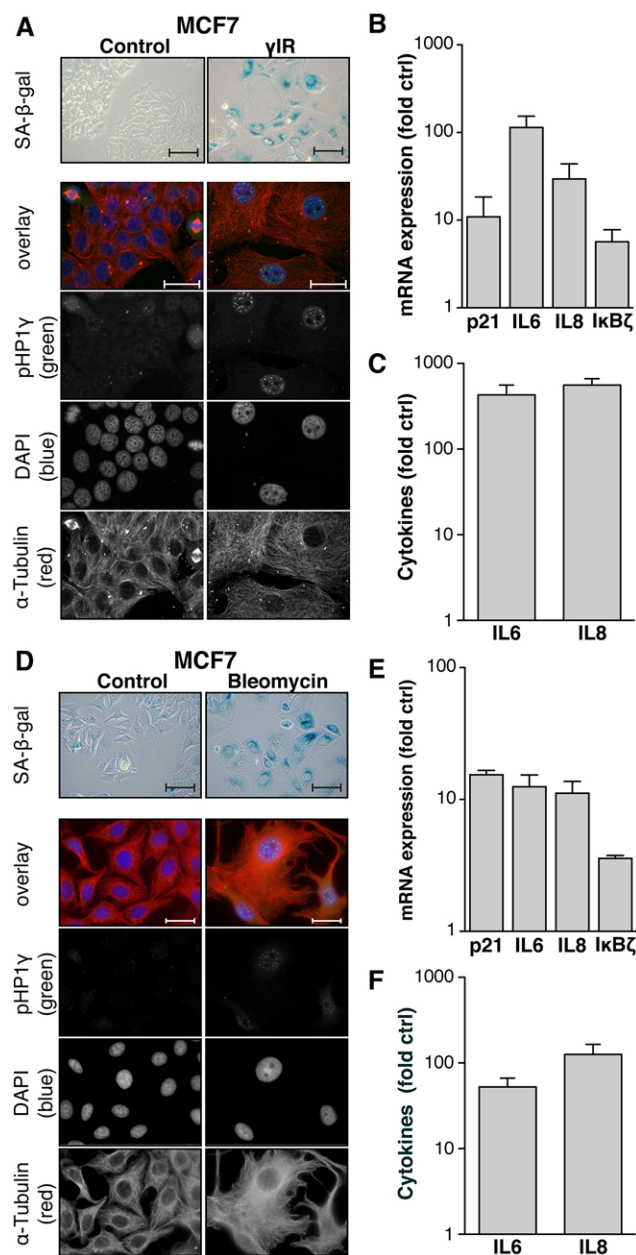 A
MCF7
Control
γIR
SA-β-gal
overlay
pHP1γ
(green)
DAPI
(blue)
α-Tubulin
(red)
B
mRNA expression (fold ctrl)
1000
100
10
1
p21 IL6 IL8 IκBζ
C
Cytokines (fold ctrl)
1000
100
10
1
IL6 IL8
D
MCF7
Control
Bleomycin
SA-β-gal
overlay
pHP1γ
(green)
DAPI
(blue)
α-Tubulin
(red)
E
mRNA expression (fold ctrl)
100
10
1
p21 IL6 IL8 IκBζ
F
Cytokines (fold ctrl)
1000
100
10
1
IL6 IL8